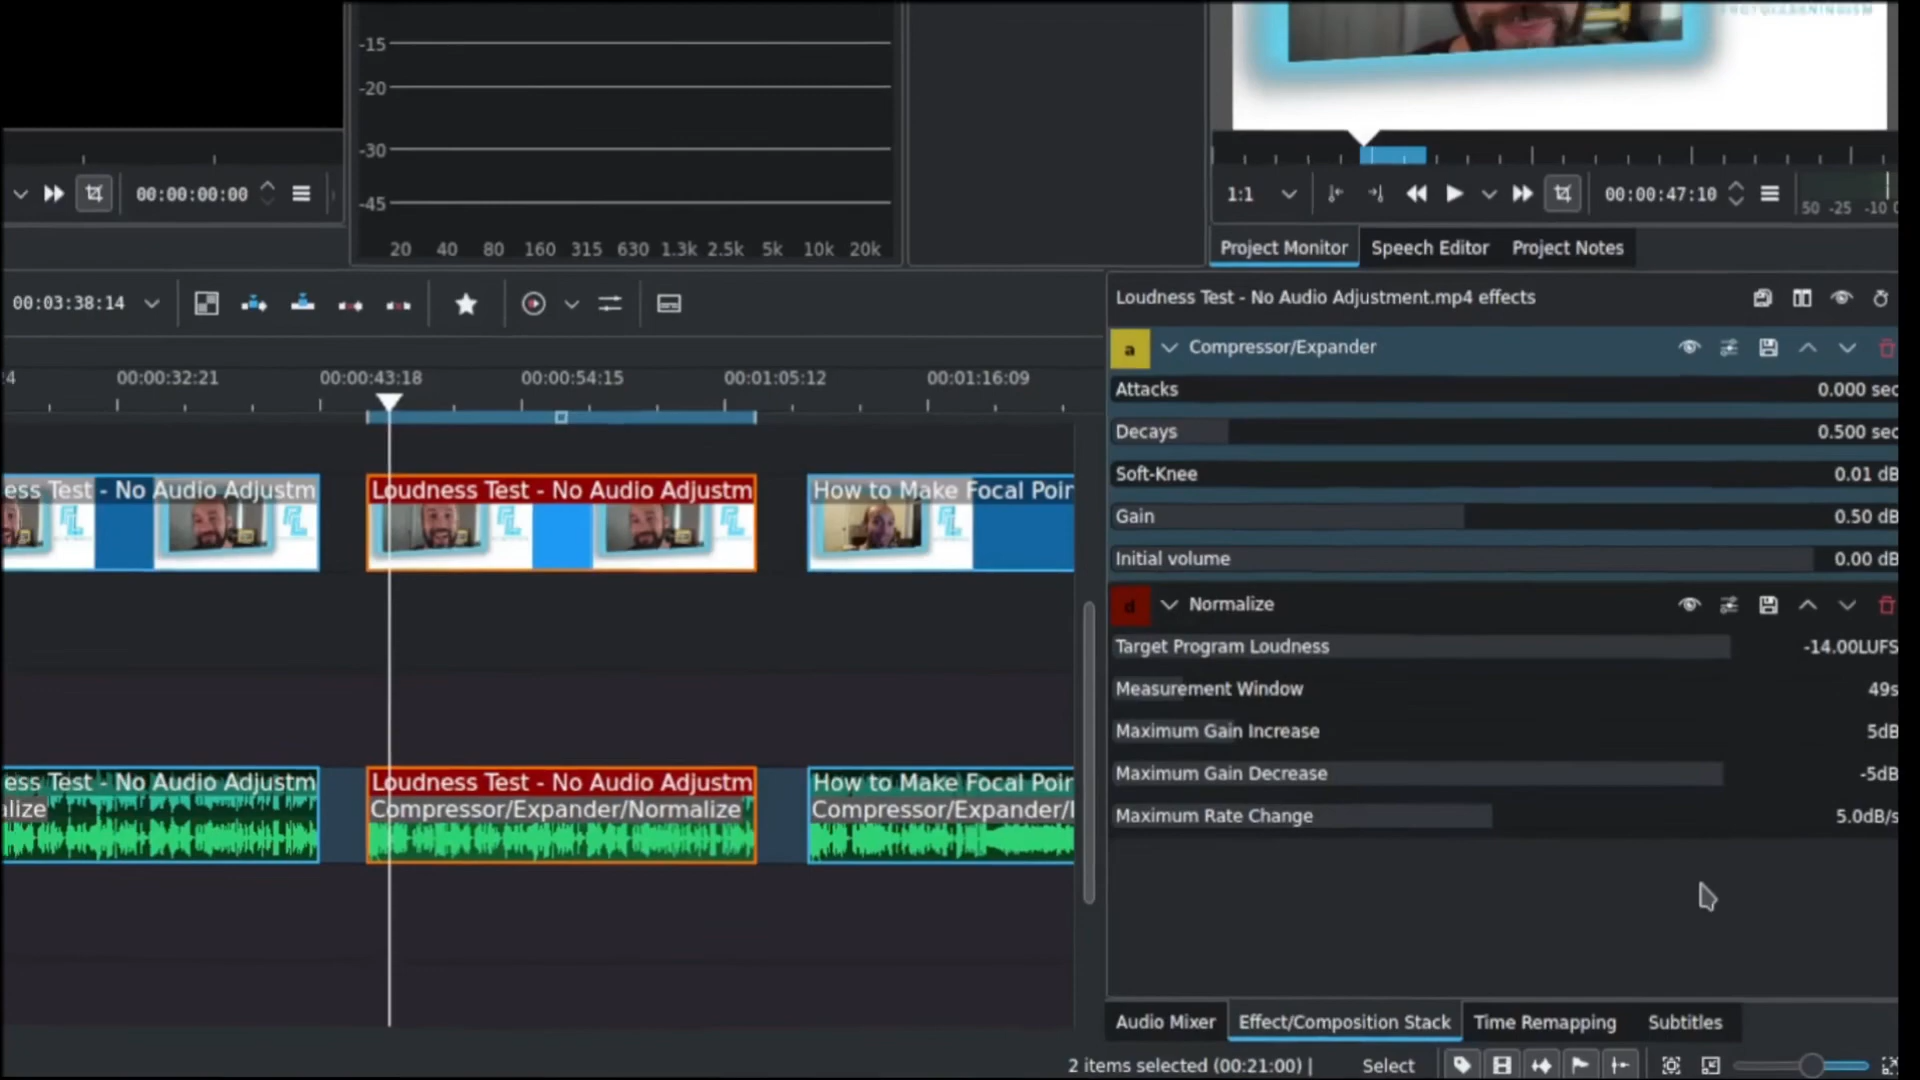 -15
-20
-30
-45
20 40 80 160 315 630 1.3k 2.5k 5k 10k 20k
00:00:00:00
1:1
00:00:47:10
50 -25 -10 0
Project Monitor Speech Editor Project Notes
00:03:38:14
Loudness Test - No Audio Adjustment.mp4 effects
a Compressor/Expander
Attacks 0.000 sec
Decays 0.500 sec
Soft-Knee 0.01 dB
Gain 0.50 dB
Initial volume 0.00 dB
d Normalize
Target Program Loudness -14.00LUFS
Measurement Window 49s
Maximum Gain Increase 5dB
Maximum Gain Decrease -5dB
Maximum Rate Change 5.0dB/s
:4 00:00:32:21 00:00:43:18 00:00:54:15 00:01:05:12 00:01:16:09
ess Test - No Audio Adjustm
Loudness Test - No Audio Adjustm
How to Make Focal Poin
ess Test - No Audio Adjustm
alize
Loudness Test - No Audio Adjustm
Compressor/Expander/Normalize
How to Make Focal Poin
Compressor/Expander/
Audio Mixer Effect/Composition Stack Time Remapping Subtitles
2 items selected (00:21:00) | Select